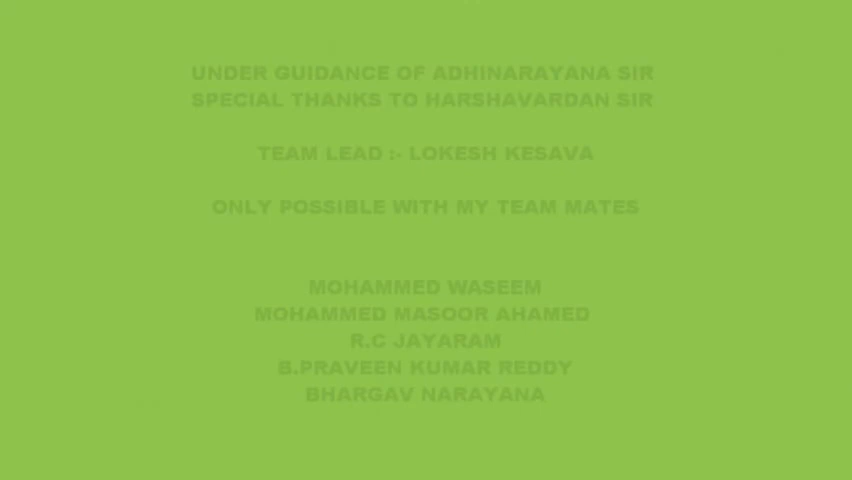 UNDER GUIDANCE OF ADHINARAYANA SIR
SPECIAL THANKS TO HARSHAVARDAN SIR
TEAM LEAD :- LOKESH KESAVA
ONLY POSSIBLE WITH MY TEAM MATES
MOHAMMED WASEEM
MOHAMMED MASOOR AHAMED
R.C JAYARAM
B.PRAVEEN KUMAR REDDY
BHARGAV NARAYANA